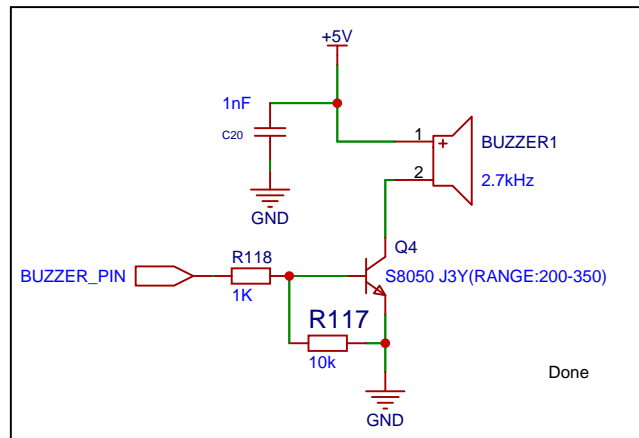 +5V
1nF
C20
GND
1
+
BUZZER1
2
2.7kHz
Q4
S8050 J3Y(RANGE:200-350)
BUZZER_PIN
R118
1K
R117
10k
GND
Done